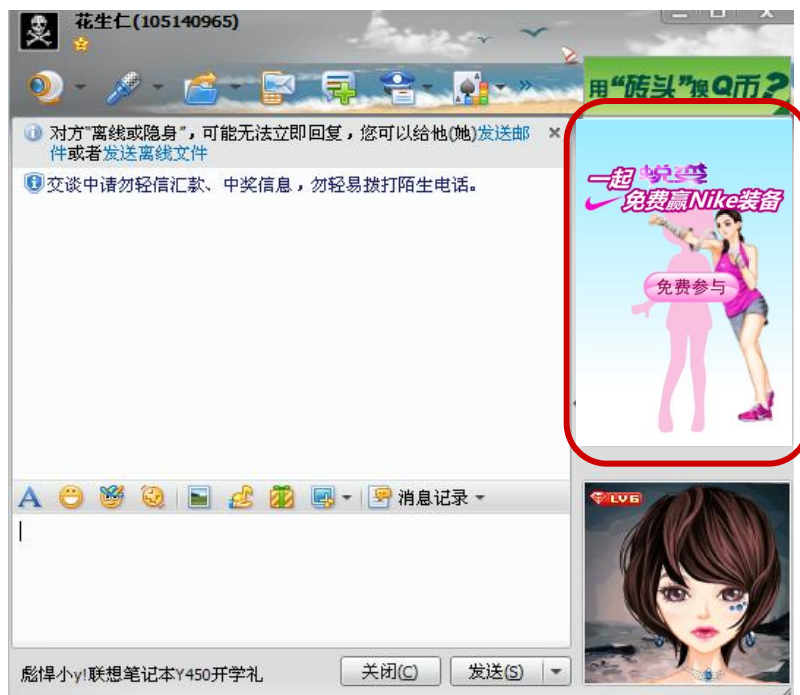 花生仁(105140965)
用“砖头”换Q币?
对方“离线或隐身”，可能无法立即回复，您可以给他(她)发送邮
件或者发送离线文件
交谈中请勿轻信汇款、中奖信息，勿轻易拨打陌生电话。
一起蜕变
免费赢Nike装备
免费参与
A
消息记录
LV6
彪悍小y!联想笔记本Y450开学礼
关闭(C)
发送(S)